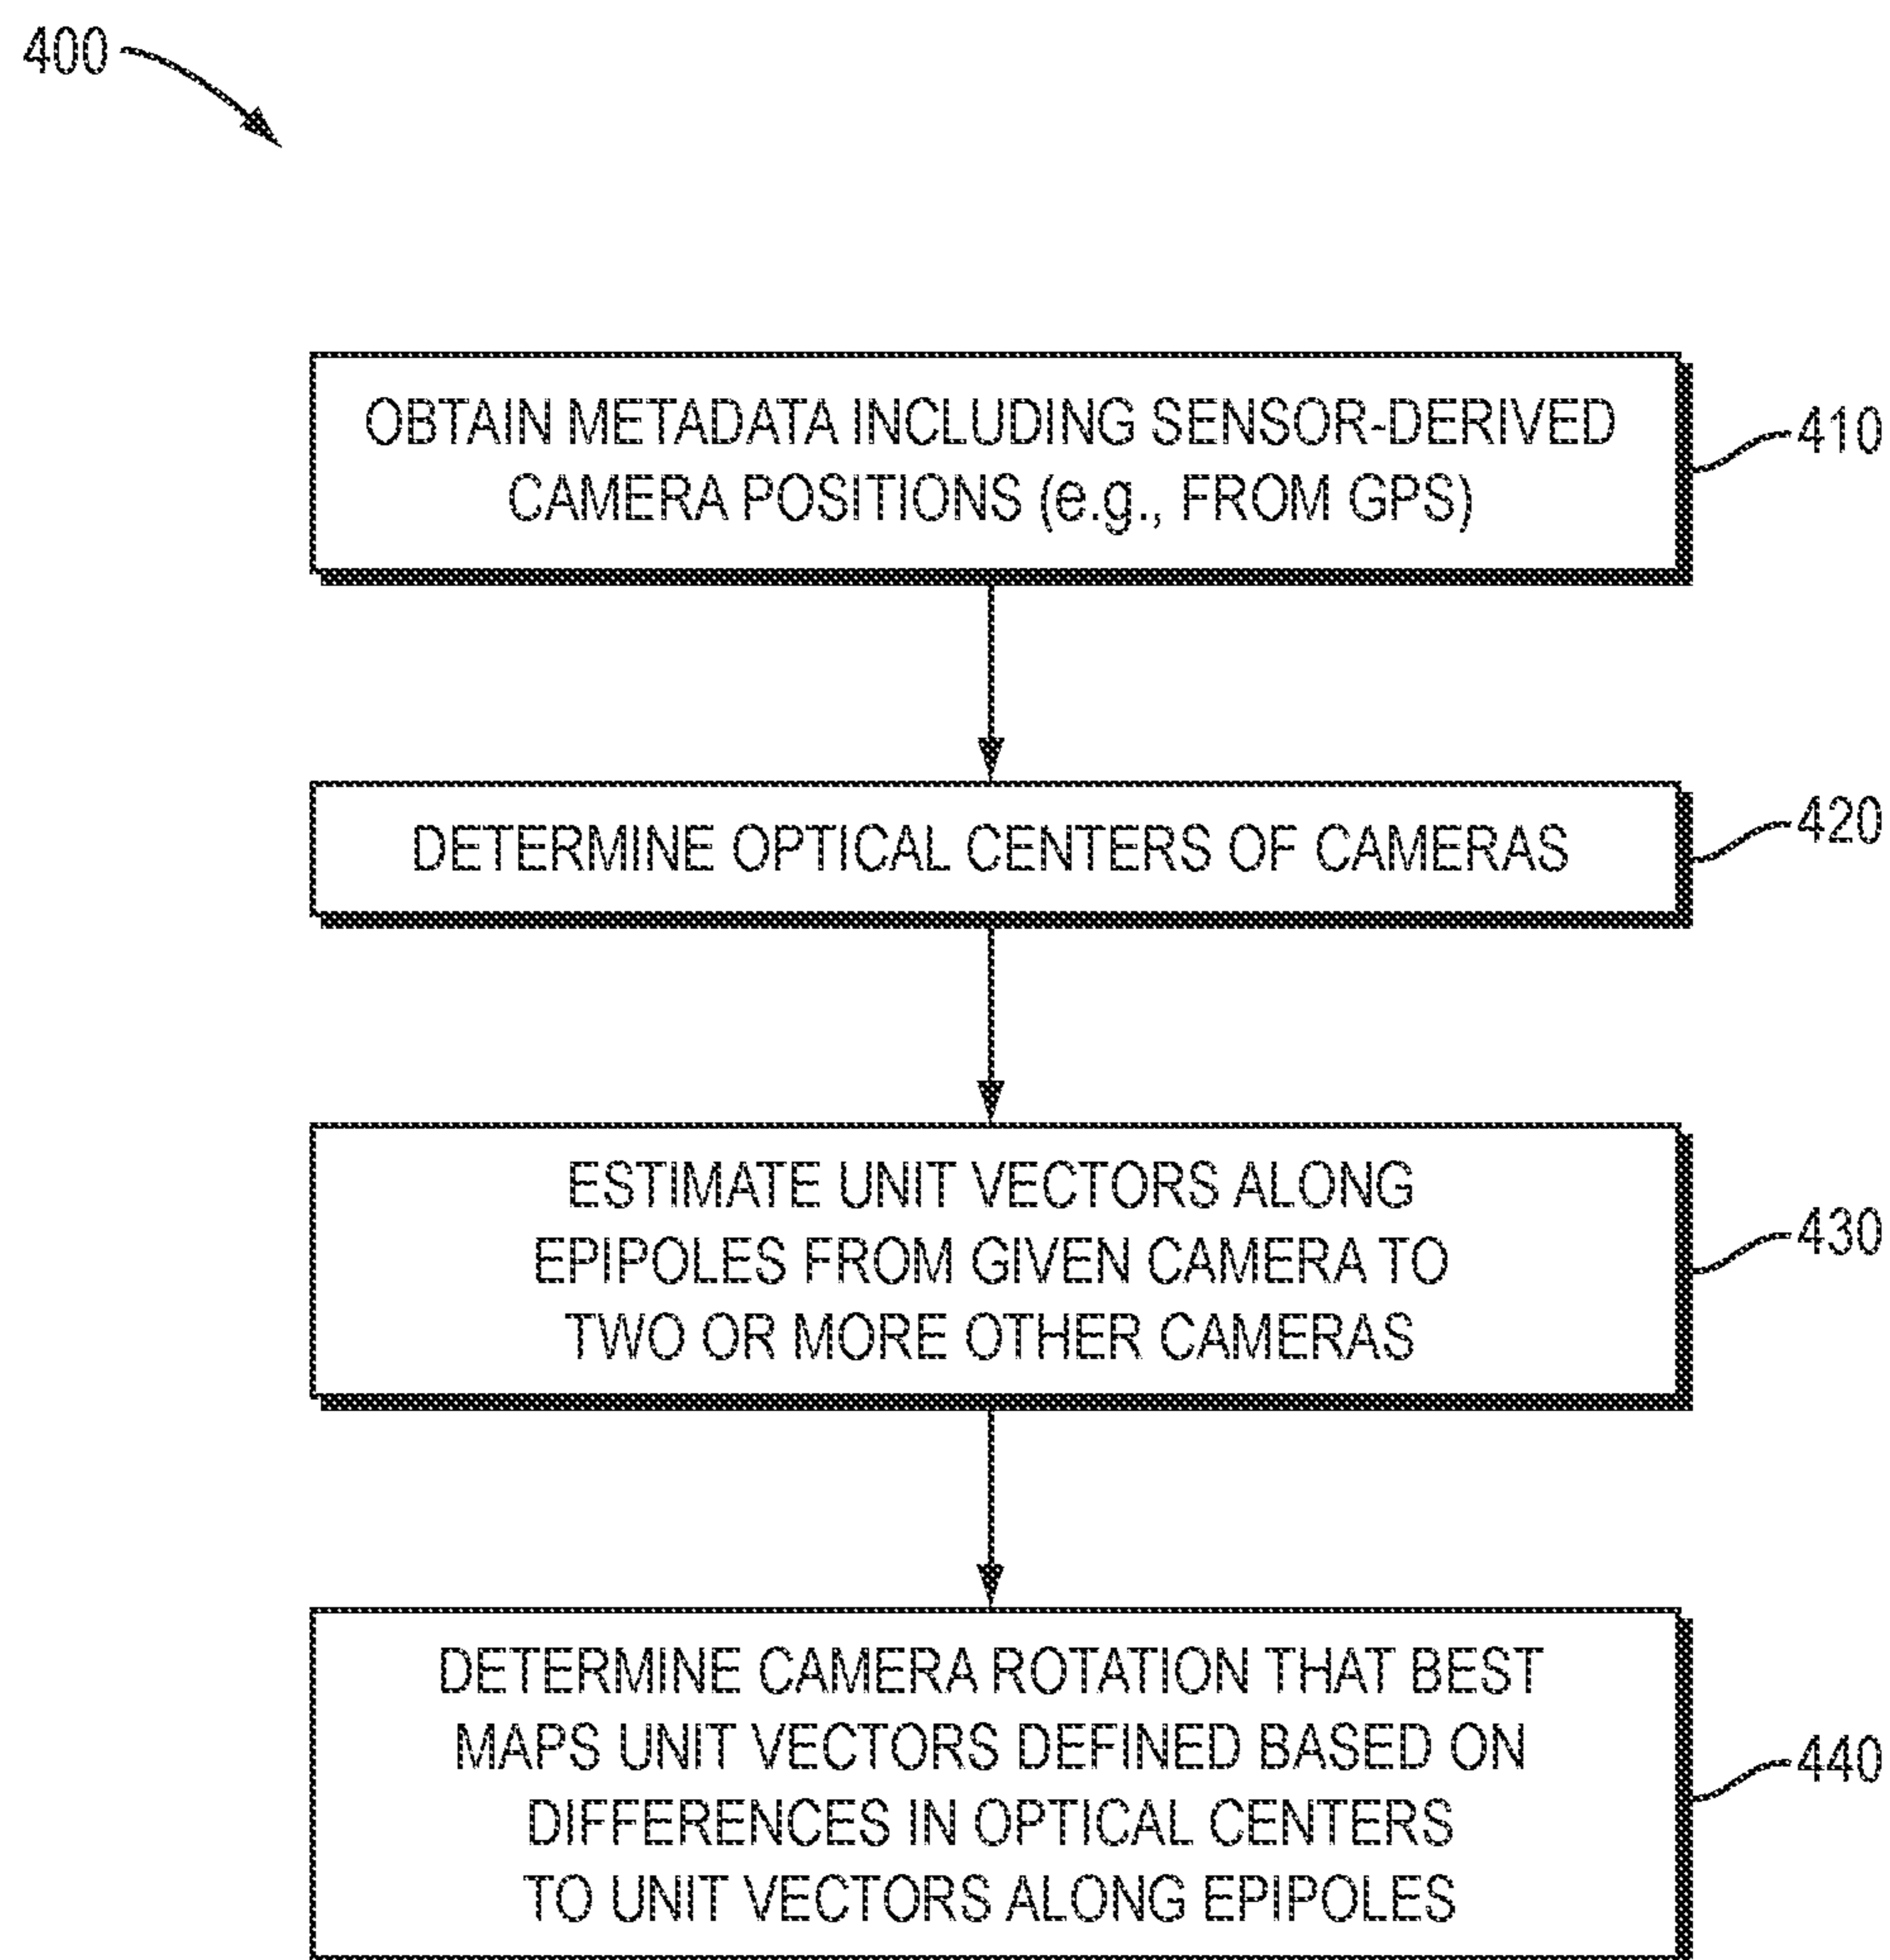 400
OBTAIN METADATA INCLUDING SENSOR-DERIVED
CAMERA POSITIONS (e.g., FROM GPS)
410
DETERMINE OPTICAL CENTERS OF CAMERAS
420
ESTIMATE UNIT VECTORS ALONG
EPIPOLES FROM GIVEN CAMERA TO
TWO OR MORE OTHER CAMERAS
430
DETERMINE CAMERA ROTATION THAT BEST
MAPS UNIT VECTORS DEFINED BASED ON
DIFFERENCES IN OPTICAL CENTERS
TO UNIT VECTORS ALONG EPIPOLES
440